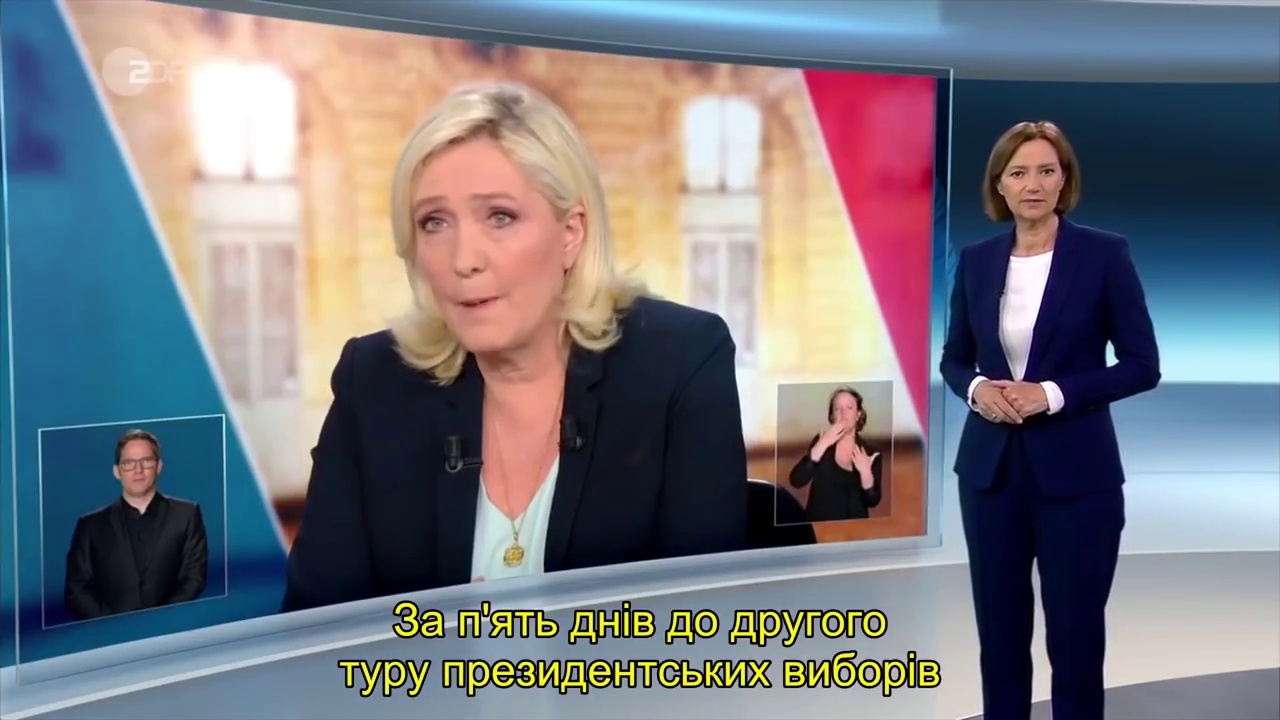 ZDF
За п'ять днів до другого
туру президентських виборів